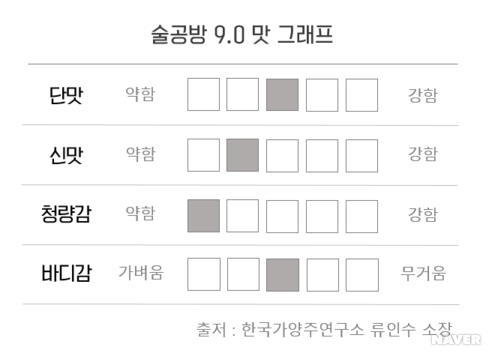 술공방 9.0 맛 그래프
단맛 약함 강함
신맛 약함 강함
청량감 약함 강함
바디감 가벼움 무거움
출저 : 한국가양주연구소 류인수 소장
NAVER